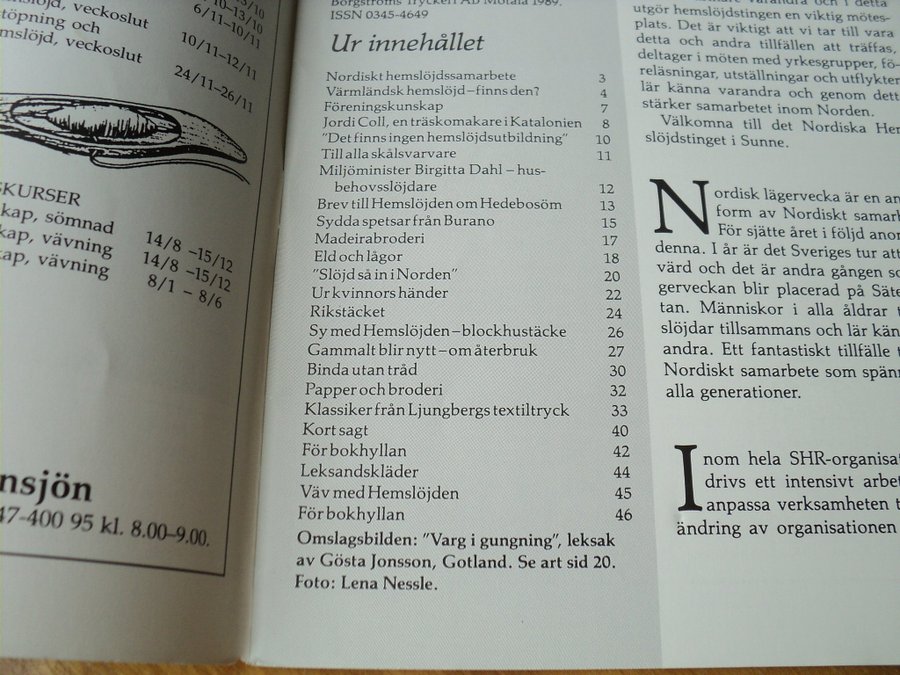 slöjd, veckoslut
töpning och
emslöjd, veckoslut
10/10
10–13/10
6/11–10/11
10/11–12/11
24/11–26/11
SKURSER
kap, sömnad 14/8 –15/12
kap, vävning 14/8 –15/12
kap, vävning 8/1 – 8/6
nsjön
47-400 95 kl. 8.00–9.00.
Borgströms Tryckeri AB Motala 1989.
ISSN 0345-4649
Ur innehållet
Nordiskt hemslöjdssamarbete 3
Värmländsk hemslöjd – finns den? 4
Föreningskunskap 7
Jordi Coll, en träskomakare i Katalonien 8
"Det finns ingen hemslöjdsutbildning" 10
Till alla skålsvarvare 11
Miljöminister Birgitta Dahl – hus-
behovsslöjdare 12
Brev till Hemslöjden om Hedebosöm 13
Sydda spetsar från Burano 15
Madeirabroderi 17
Eld och lågor 18
"Slöjd så in i Norden" 20
Ur kvinnors händer 22
Rikstäcket 24
Sy med Hemslöjden – blockhustäcke 26
Gammalt blir nytt – om återbruk 27
Binda utan tråd 30
Papper och broderi 32
Klassiker från Ljungbergs textiltryck 33
Kort sagt 40
För bokhyllan 42
Leksandskläder 44
Väv med Hemslöjden 45
För bokhyllan 46
Omslagsbilden: "Varg i gungning", leksak
av Gösta Jonsson, Gotland. Se art sid 20.
Foto: Lena Nessle.
utgör hemslöjdstingen en viktig mötes-
plats. Det är viktigt att vi tar till vara
detta och andra tillfällen att träffas,
deltager i möten med yrkesgrupper, fö-
reläsningar, utställningar och utflykter
lär känna varandra och genom dett
stärker samarbetet inom Norden.
Välkomna till det Nordiska Hem
slöjdstinget i Sunne.
Nordisk lägervecka är en an
form av Nordiskt samarb
För sjätte året i följd anor
denna. I år är det Sveriges tur att
värd och det är andra gången so
gerveckan blir placerad på Säte
tan. Människor i alla åldrar t
slöjdar tillsammans och lär kän
andra. Ett fantastiskt tillfälle t
Nordiskt samarbete som spänn
alla generationer.
Inom hela SHR-organisat
drivs ett intensivt arbet
anpassa verksamheten t
ändring av organisationen